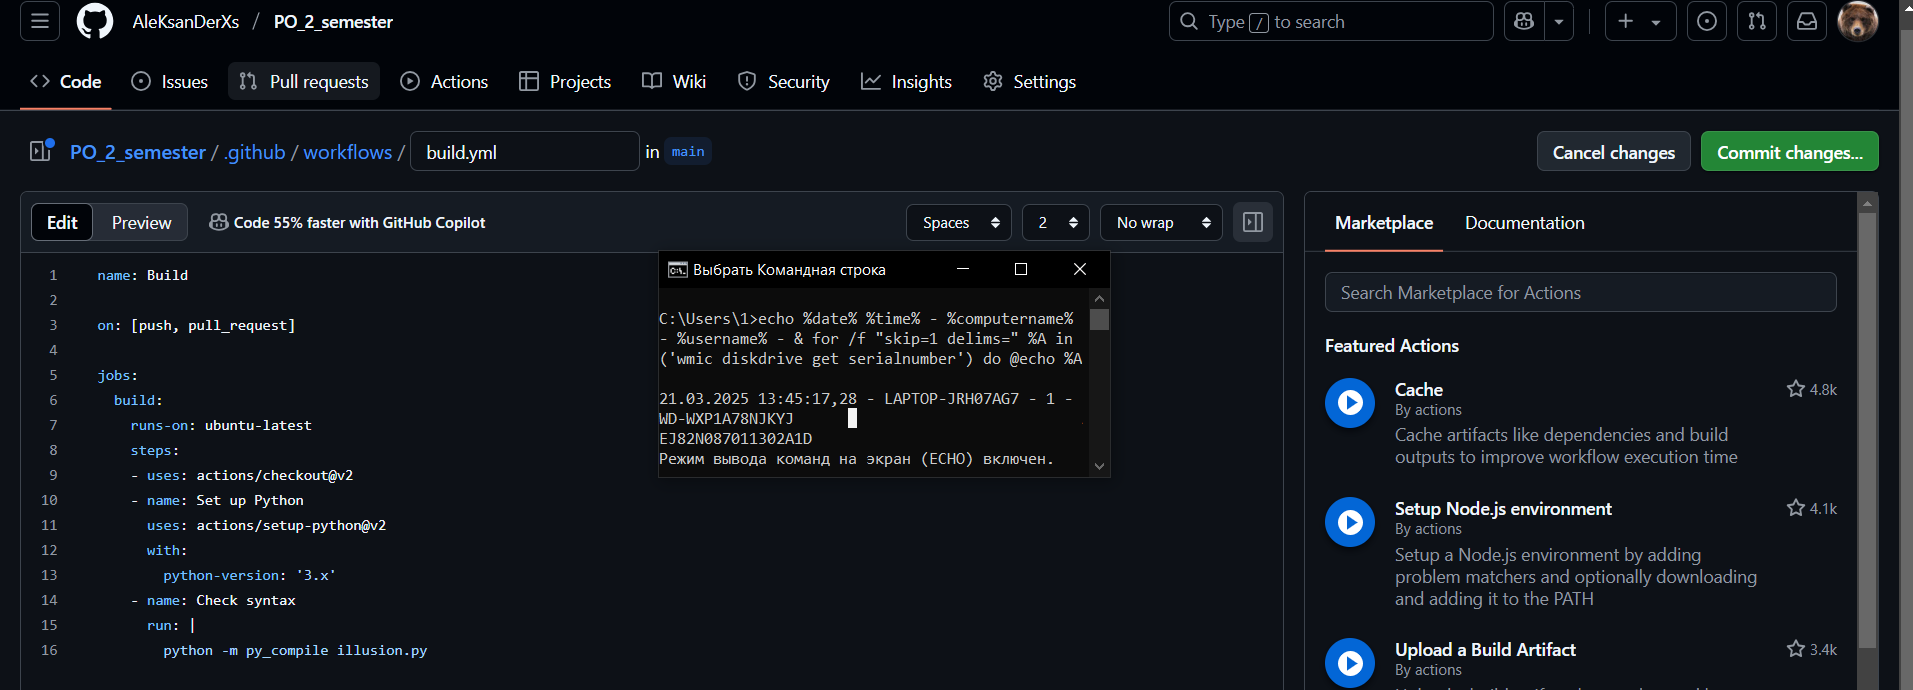 AleKsanDerXs / PO_2_semester
Type / to search
Code
Issues
Pull requests
Actions
Projects
Wiki
Security
Insights
Settings
PO_2_semester / .github / workflows / build.yml in main
Cancel changes
Commit changes...
Edit
Preview
Code 55% faster with GitHub Copilot
Spaces
2
No wrap
1 name: Build
2
3 on: [push, pull_request]
4
5 jobs:
6 build:
7 runs-on: ubuntu-latest
8 steps:
9 - uses: actions/checkout@v2
10 - name: Set up Python
11 uses: actions/setup-python@v2
12 with:
13 python-version: '3.x'
14 - name: Check syntax
15 run: |
16 python -m py_compile illusion.py
C:\. Выбрать Командная строка
C:\Users\1>echo %date% %time% - %computername%
- %username% - & for /f "skip=1 delims=" %A in
('wmic diskdrive get serialnumber') do @echo %A
21.03.2025 13:45:17,28 - LAPTOP-JRH07AG7 - 1 -
WD-WXP1A78NJKYJ
EJ82N087011302A1D
Режим вывода команд на экран (ECHO) включен.
Marketplace
Documentation
Search Marketplace for Actions
Featured Actions
Cache
4.8k
By actions
Cache artifacts like dependencies and build
outputs to improve workflow execution time
Setup Node.js environment
4.1k
By actions
Setup a Node.js environment by adding
problem matchers and optionally downloading
and adding it to the PATH
Upload a Build Artifact
3.4k
By actions